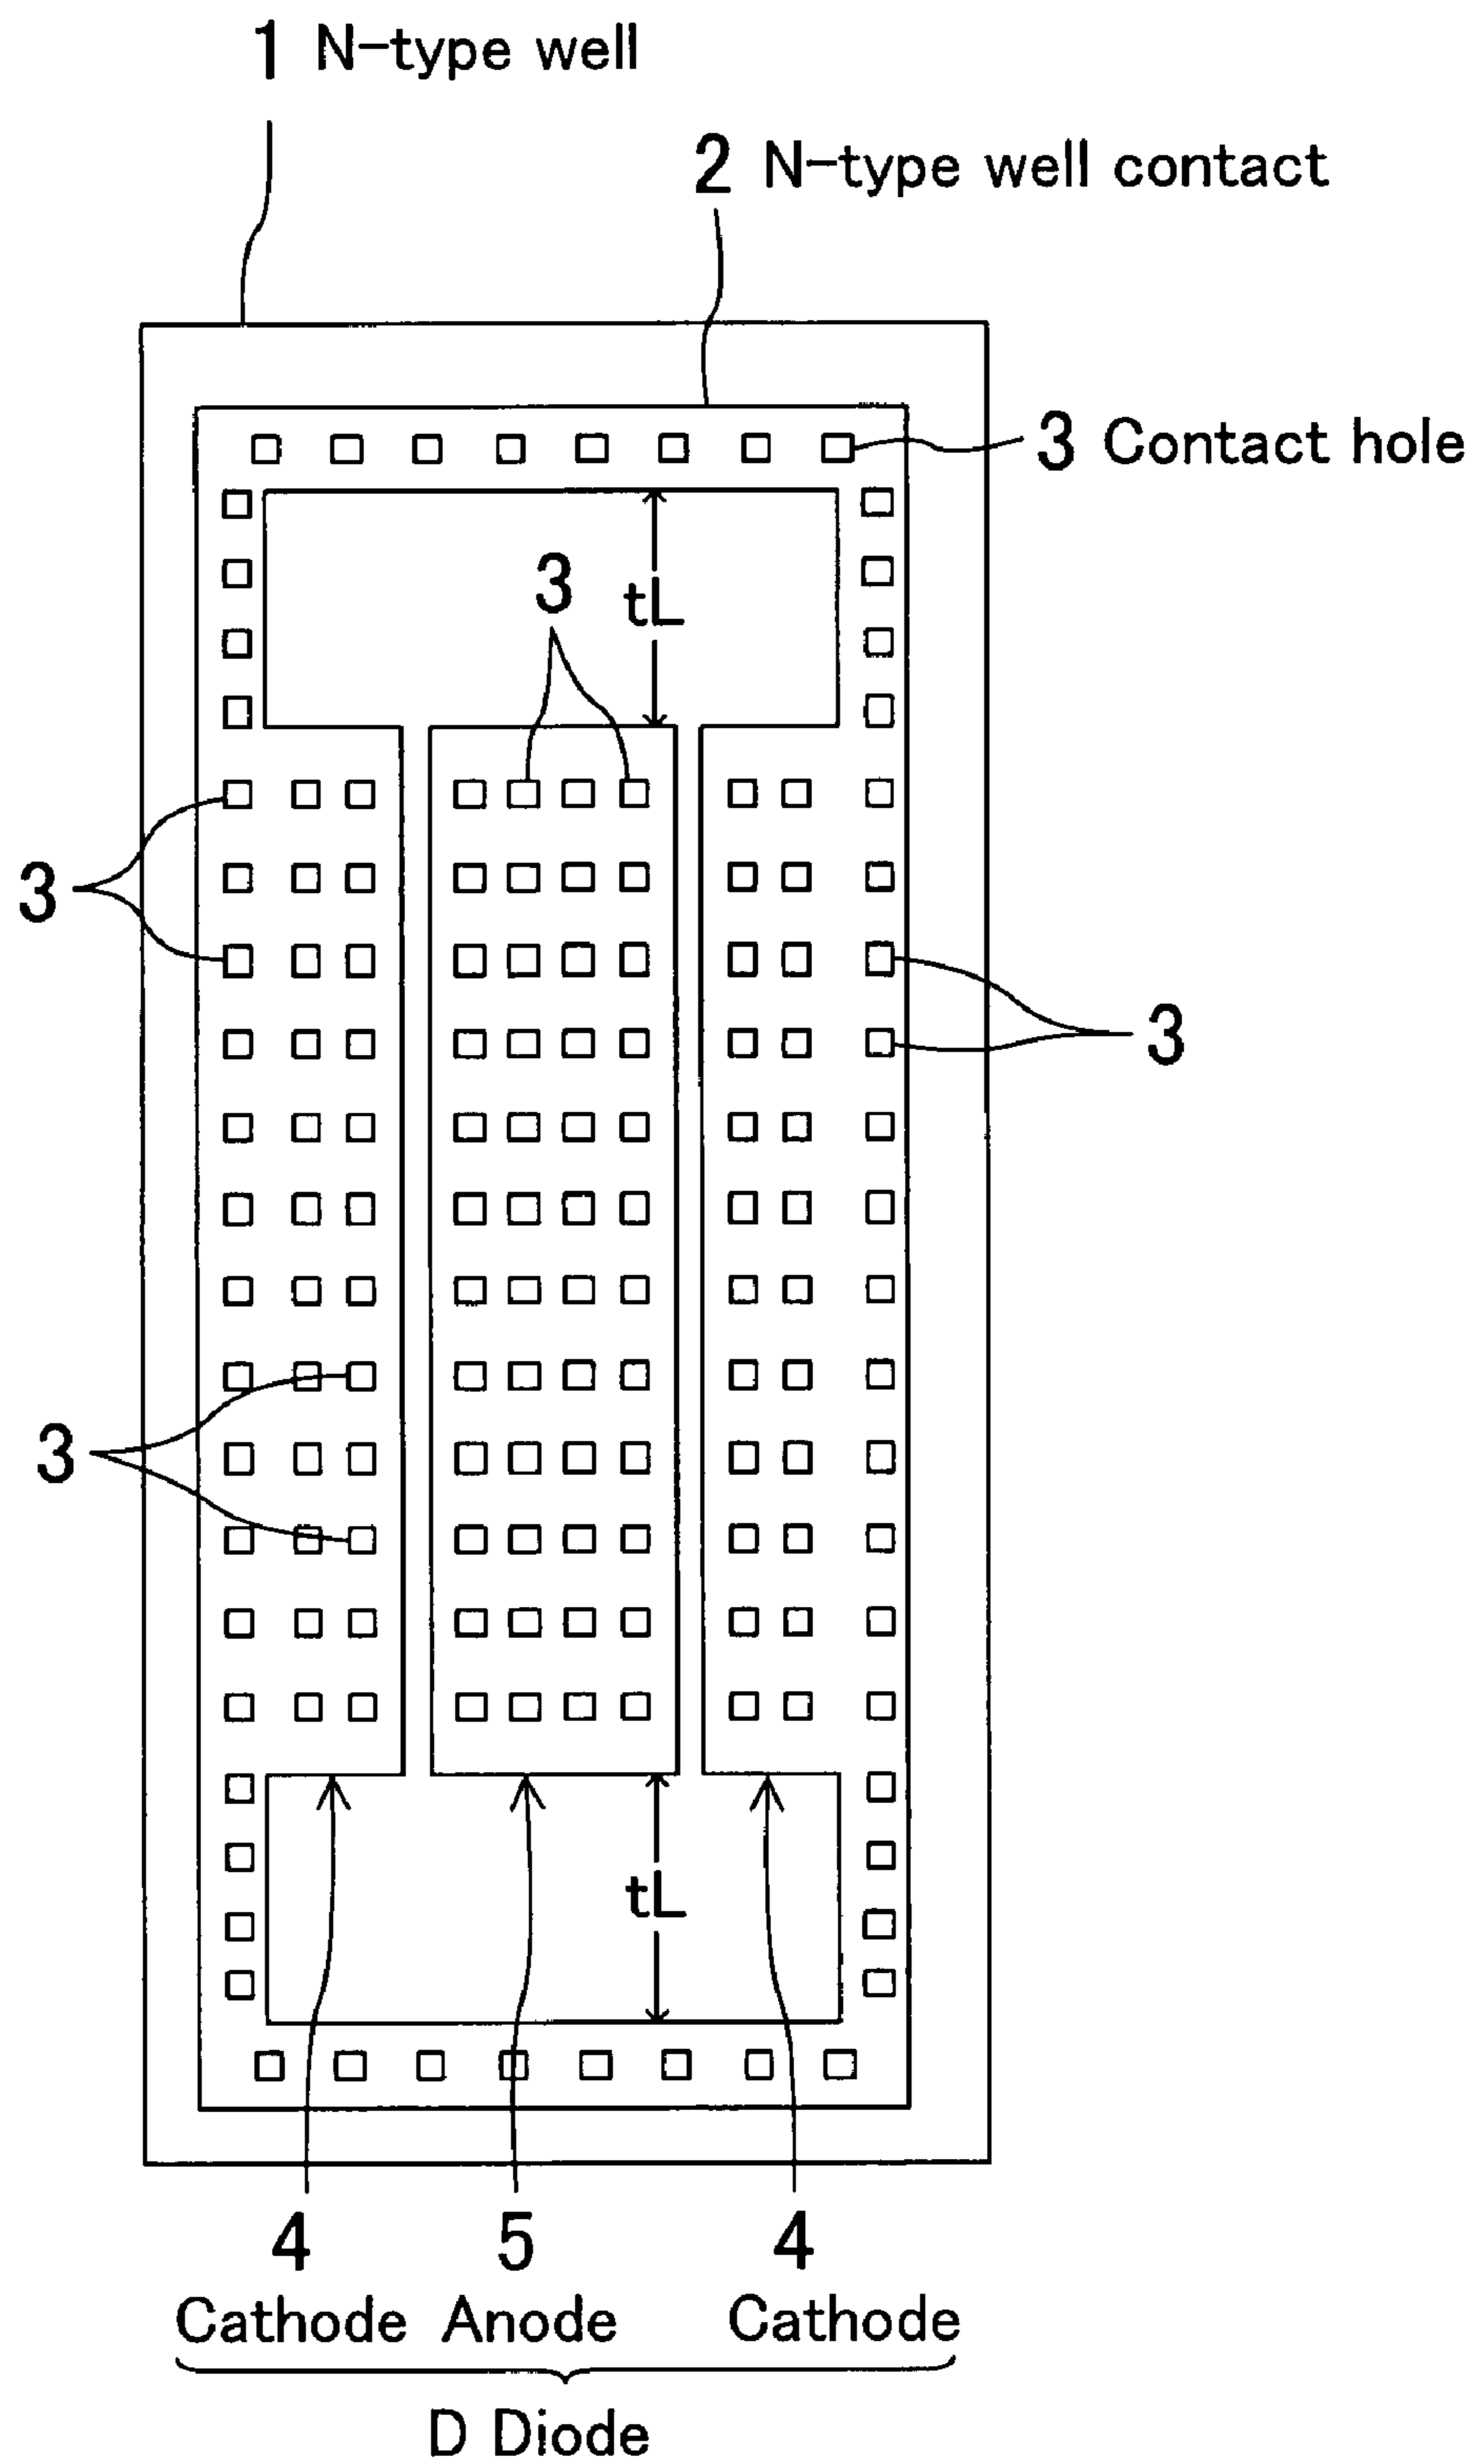 1 N-type well
2 N-type well contact
3 Contact hole
3
tL
3
3
3
tL
4 5 4
Cathode Anode Cathode
D Diode